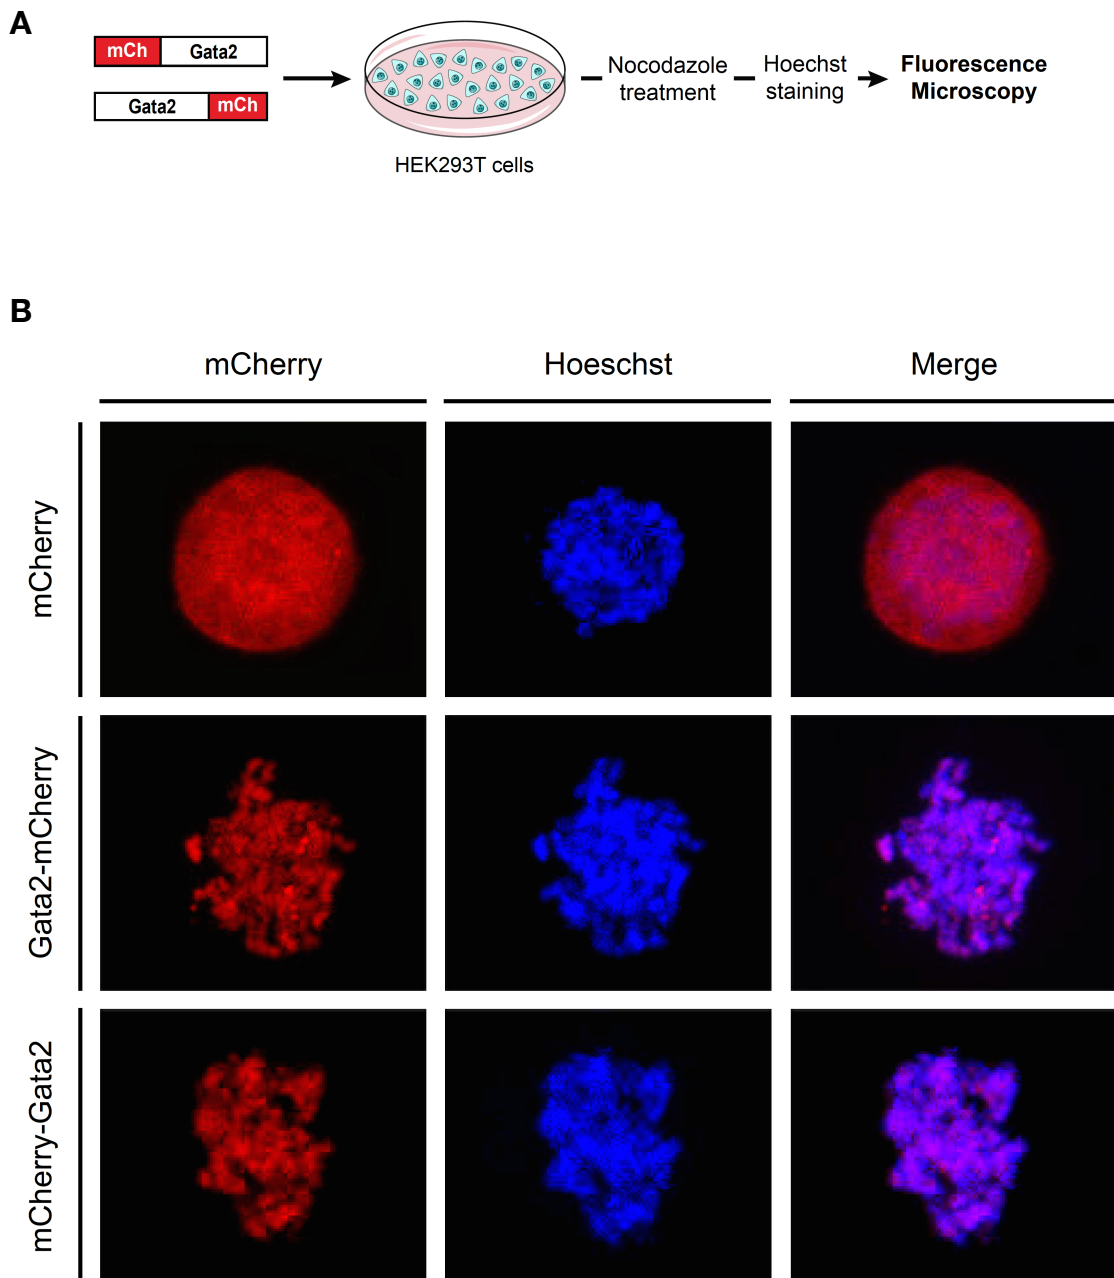 A
mCh Gata2
Gata2 mCh
HEK293T cells
Nocodazole
treatment
Hoechst
staining
Fluorescence
Microscopy
B
mCherry Hoeschst Merge
mCherry
Gata2-mCherry
mCherry-Gata2